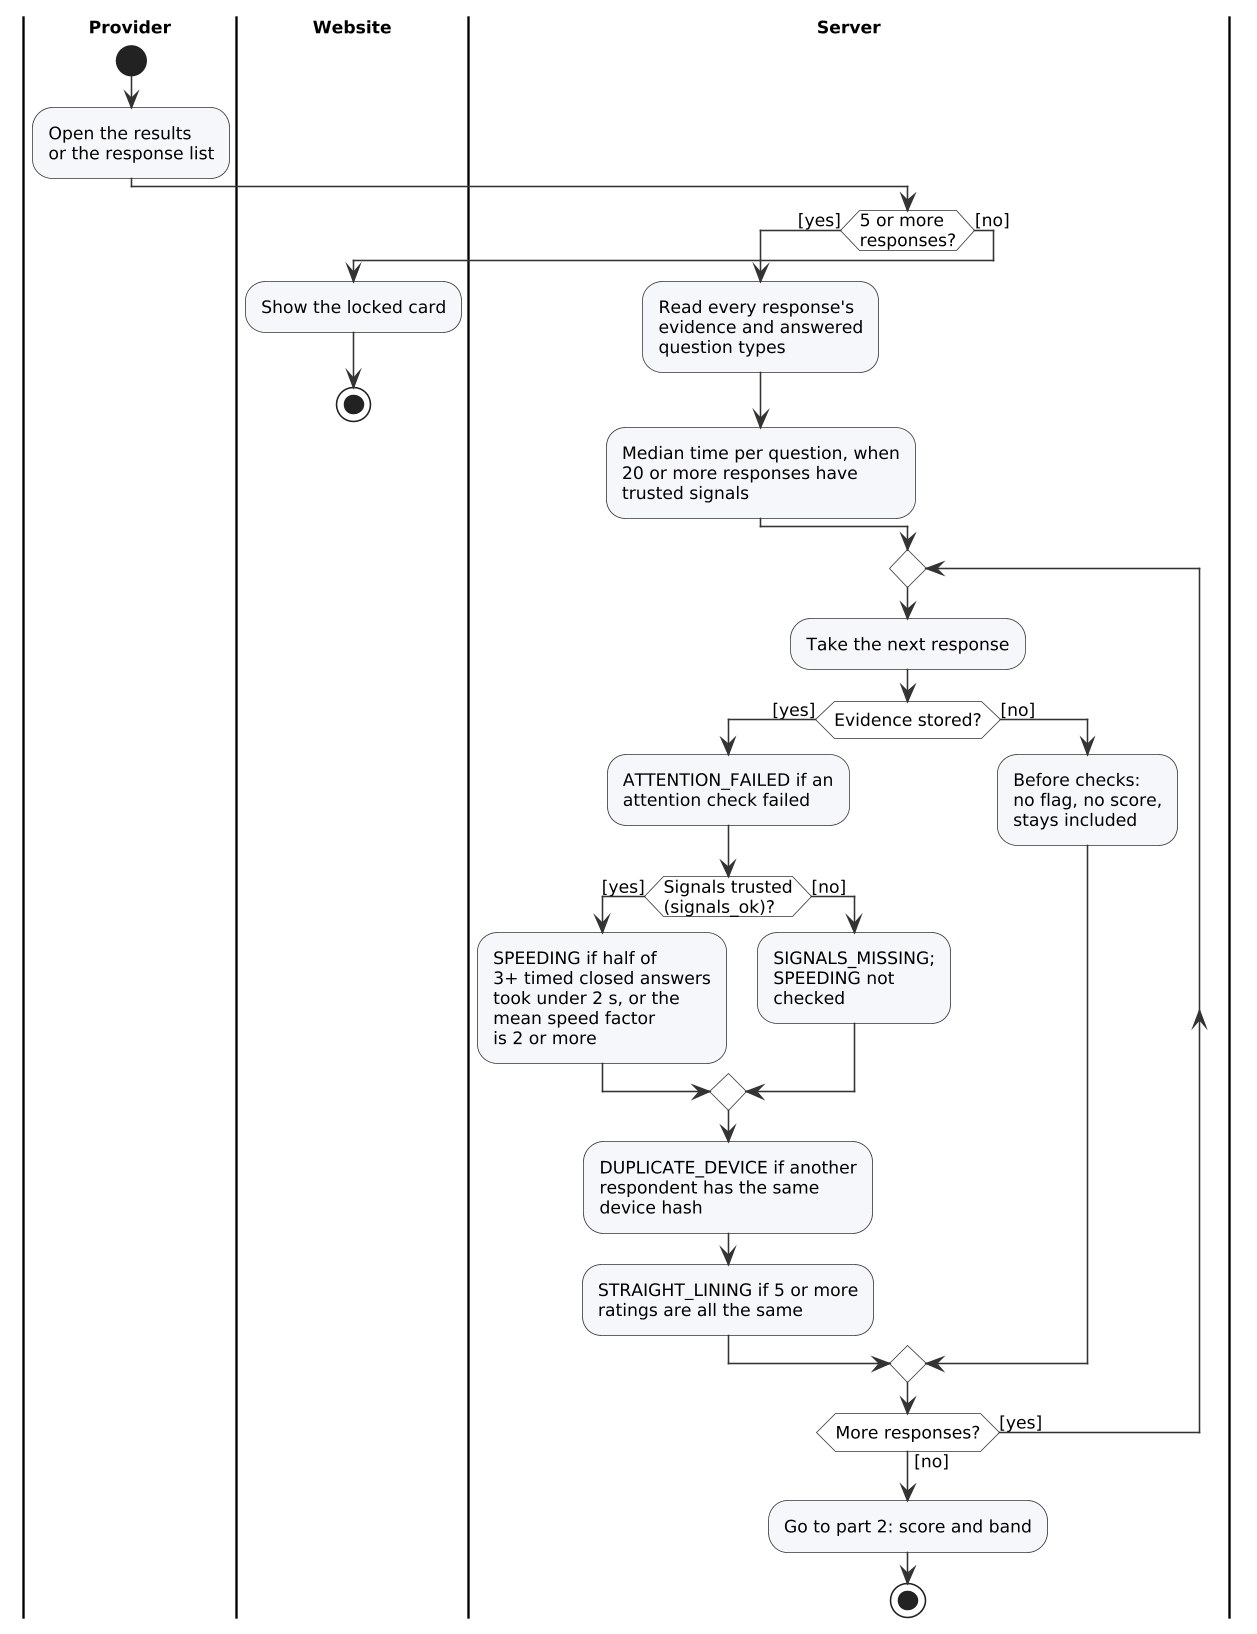 Provider
Website
Server
Open the results
or the response list
[yes]
5 or more
responses?
[no]
Show the locked card
Read every response's
evidence and answered
question types
Median time per question, when
20 or more responses have
trusted signals
Take the next response
[yes]
Evidence stored?
[no]
ATTENTION_FAILED if an
attention check failed
Before checks:
no flag, no score,
stays included
[yes]
Signals trusted
(signals_ok)?
[no]
SPEEDING if half of
3+ timed closed answers
took under 2 s, or the
mean speed factor
is 2 or more
SIGNALS_MISSING;
SPEEDING not
checked
DUPLICATE_DEVICE if another
respondent has the same
device hash
STRAIGHT_LINING if 5 or more
ratings are all the same
More responses?
[yes]
[no]
Go to part 2: score and band